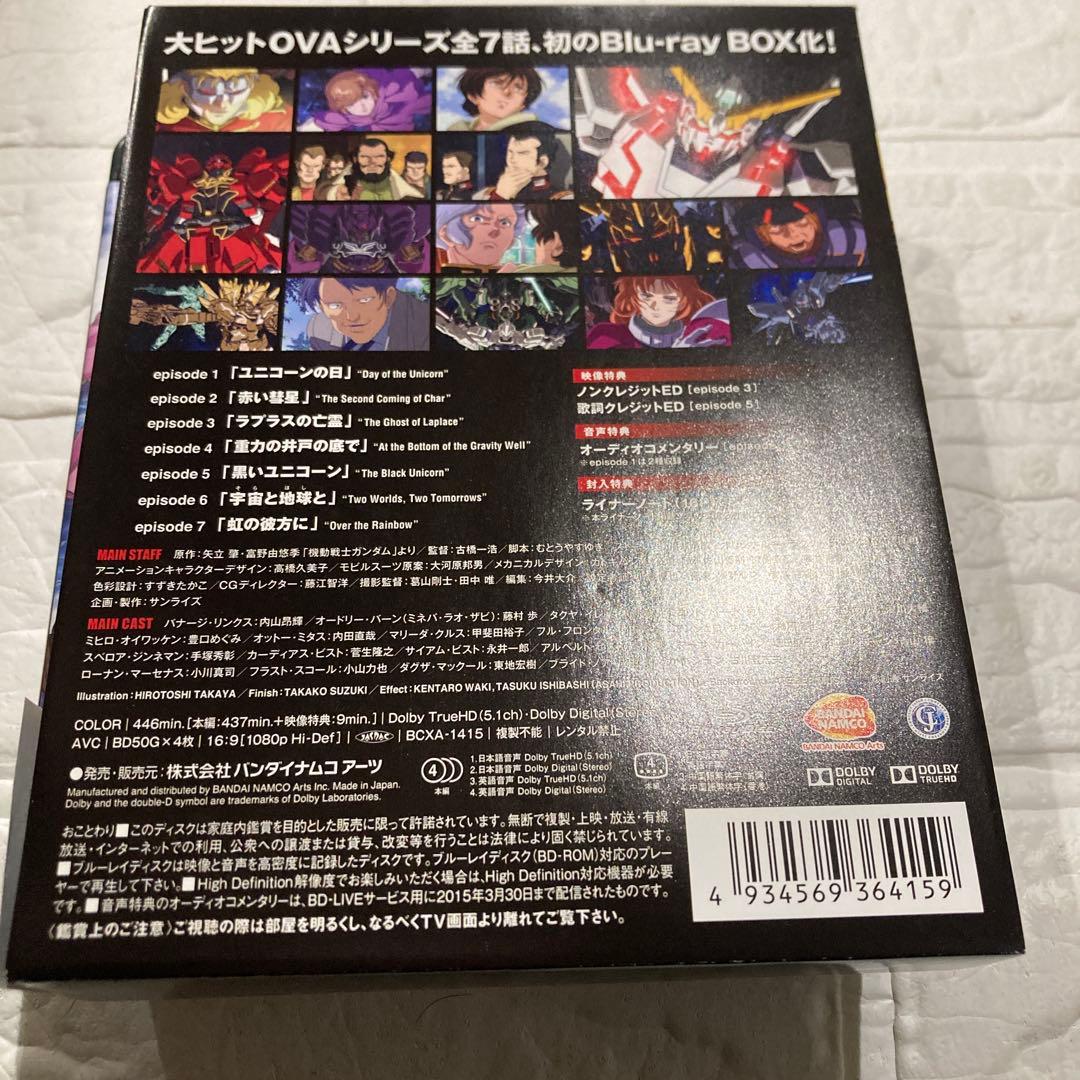 大ヒットOVAシリーズ全7話、初のBlu-ray BOX化!
episode 1 「ユニコーンの日」 "Day of the Unicorn"
episode 2 「赤い彗星」 "The Second Coming of Char"
episode 3 「ラプラスの亡霊」 "The Ghost of Laplace"
episode 4 「重力の井戸の底で」 "At the Bottom of the Gravity Well"
episode 5 「黒いユニコーン」 "The Black Unicorn"
episode 6 「宇宙と地球と」 "Two Worlds, Two Tomorrows"
episode 7 「虹の彼方に」 "Over the Rainbow"
映像特典
ノンクレジットED [episode 3]
歌詞クレジットED [episode 5]
音声特典
オーディオコメンタリー
※episode 1は2種収録
封入特典
ライナーノート
MAIN STAFF 原作:矢立 肇・富野由悠季「機動戦士ガンダム」より/監督:古橋一浩/脚本:むとうやすゆき
アニメーションキャラクターデザイン:高橋久美子/モビルスーツ原案:大河原邦男/メカニカルデザイン:
色彩設計:すずきたかこ/CGディレクター:藤江智洋/撮影監督:葛山剛士・田中 唯/編集:今井大介
企画・製作:サンライズ
MAIN CAST バナージ・リンクス:内山昂輝/オードリー・バーン(ミネバ・ラオ・ザビ):藤村 歩/タクヤ・イレイ
ミヒロ・オイワッケン:豊口めぐみ/オットー・ミタス:内田直哉/マリーダ・クルス:甲斐田裕子/フル・フロンタル
スベロア・ジンネマン:手塚秀彰/カーディアス・ビスト:菅生隆之/サイアム・ビスト:永井一郎/アルベルト
ローナン・マーセナス:小川真司/フラスト・スコール:小山力也/ダグザ・マックール:東地宏樹/ブライト・ノア
Illustration:HIROTOSHI TAKAYA/Finish:TAKAKO SUZUKI/Effect:KENTARO WAKI, TASUKU ISHIBASHI
COLOR|446min.[本編:437min.+映像特典:9min.]|Dolby TrueHD(5.1ch)・Dolby Digital(Stereo)
AVC|BD50G×4枚|16:9[1080p Hi-Def]|BCXA-1415|複製不能|レンタル禁止
BANDAI NAMCO
BANDAI NAMCO Arts
●発売・販売元:株式会社バンダイナムコアーツ
Manufactured and distributed by BANDAI NAMCO Arts Inc. Made in Japan.
Dolby and the double-D symbol are trademarks of Dolby Laboratories.
4
本編
1.日本語音声 Dolby TrueHD(5.1ch)
2.日本語音声 Dolby Digital(Stereo)
3.英語音声 Dolby TrueHD(5.1ch)
4.英語音声 Dolby Digital(Stereo)
4
本編
DOLBY DIGITAL
DOLBY TRUEHD
おことわり■このディスクは家庭内鑑賞を目的とした販売に限って許諾されています。無断で複製・上映・放送・有線
放送・インターネットでの利用、公衆への譲渡または貸与、改変等を行うことは法律により固く禁じられています。
■ブルーレイディスクは映像と音声を高密度に記録したディスクです。ブルーレイディスク(BD-ROM)対応のプレー
ヤーで再生して下さい。■High Definition解像度でお楽しみいただく場合は、High Definition対応機器が必要
です。■音声特典のオーディオコメンタリーは、BD-LIVEサービス用に2015年3月30日まで配信されたものです。
〈鑑賞上のご注意〉ご視聴の際は部屋を明るくし、なるべくTV画面より離れてご覧下さい。
4 934569 364159